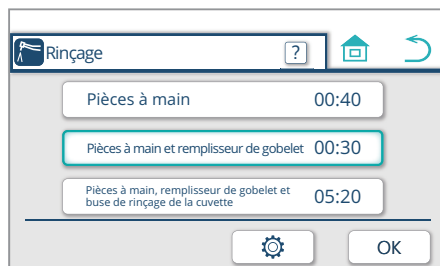 Rinçage ?
Pièces à main 00:40
Pièces à main et remplisseur de gobelet 00:30
Pièces à main, remplisseur de gobelet et
buse de rinçage de la cuvette 05:20
OK